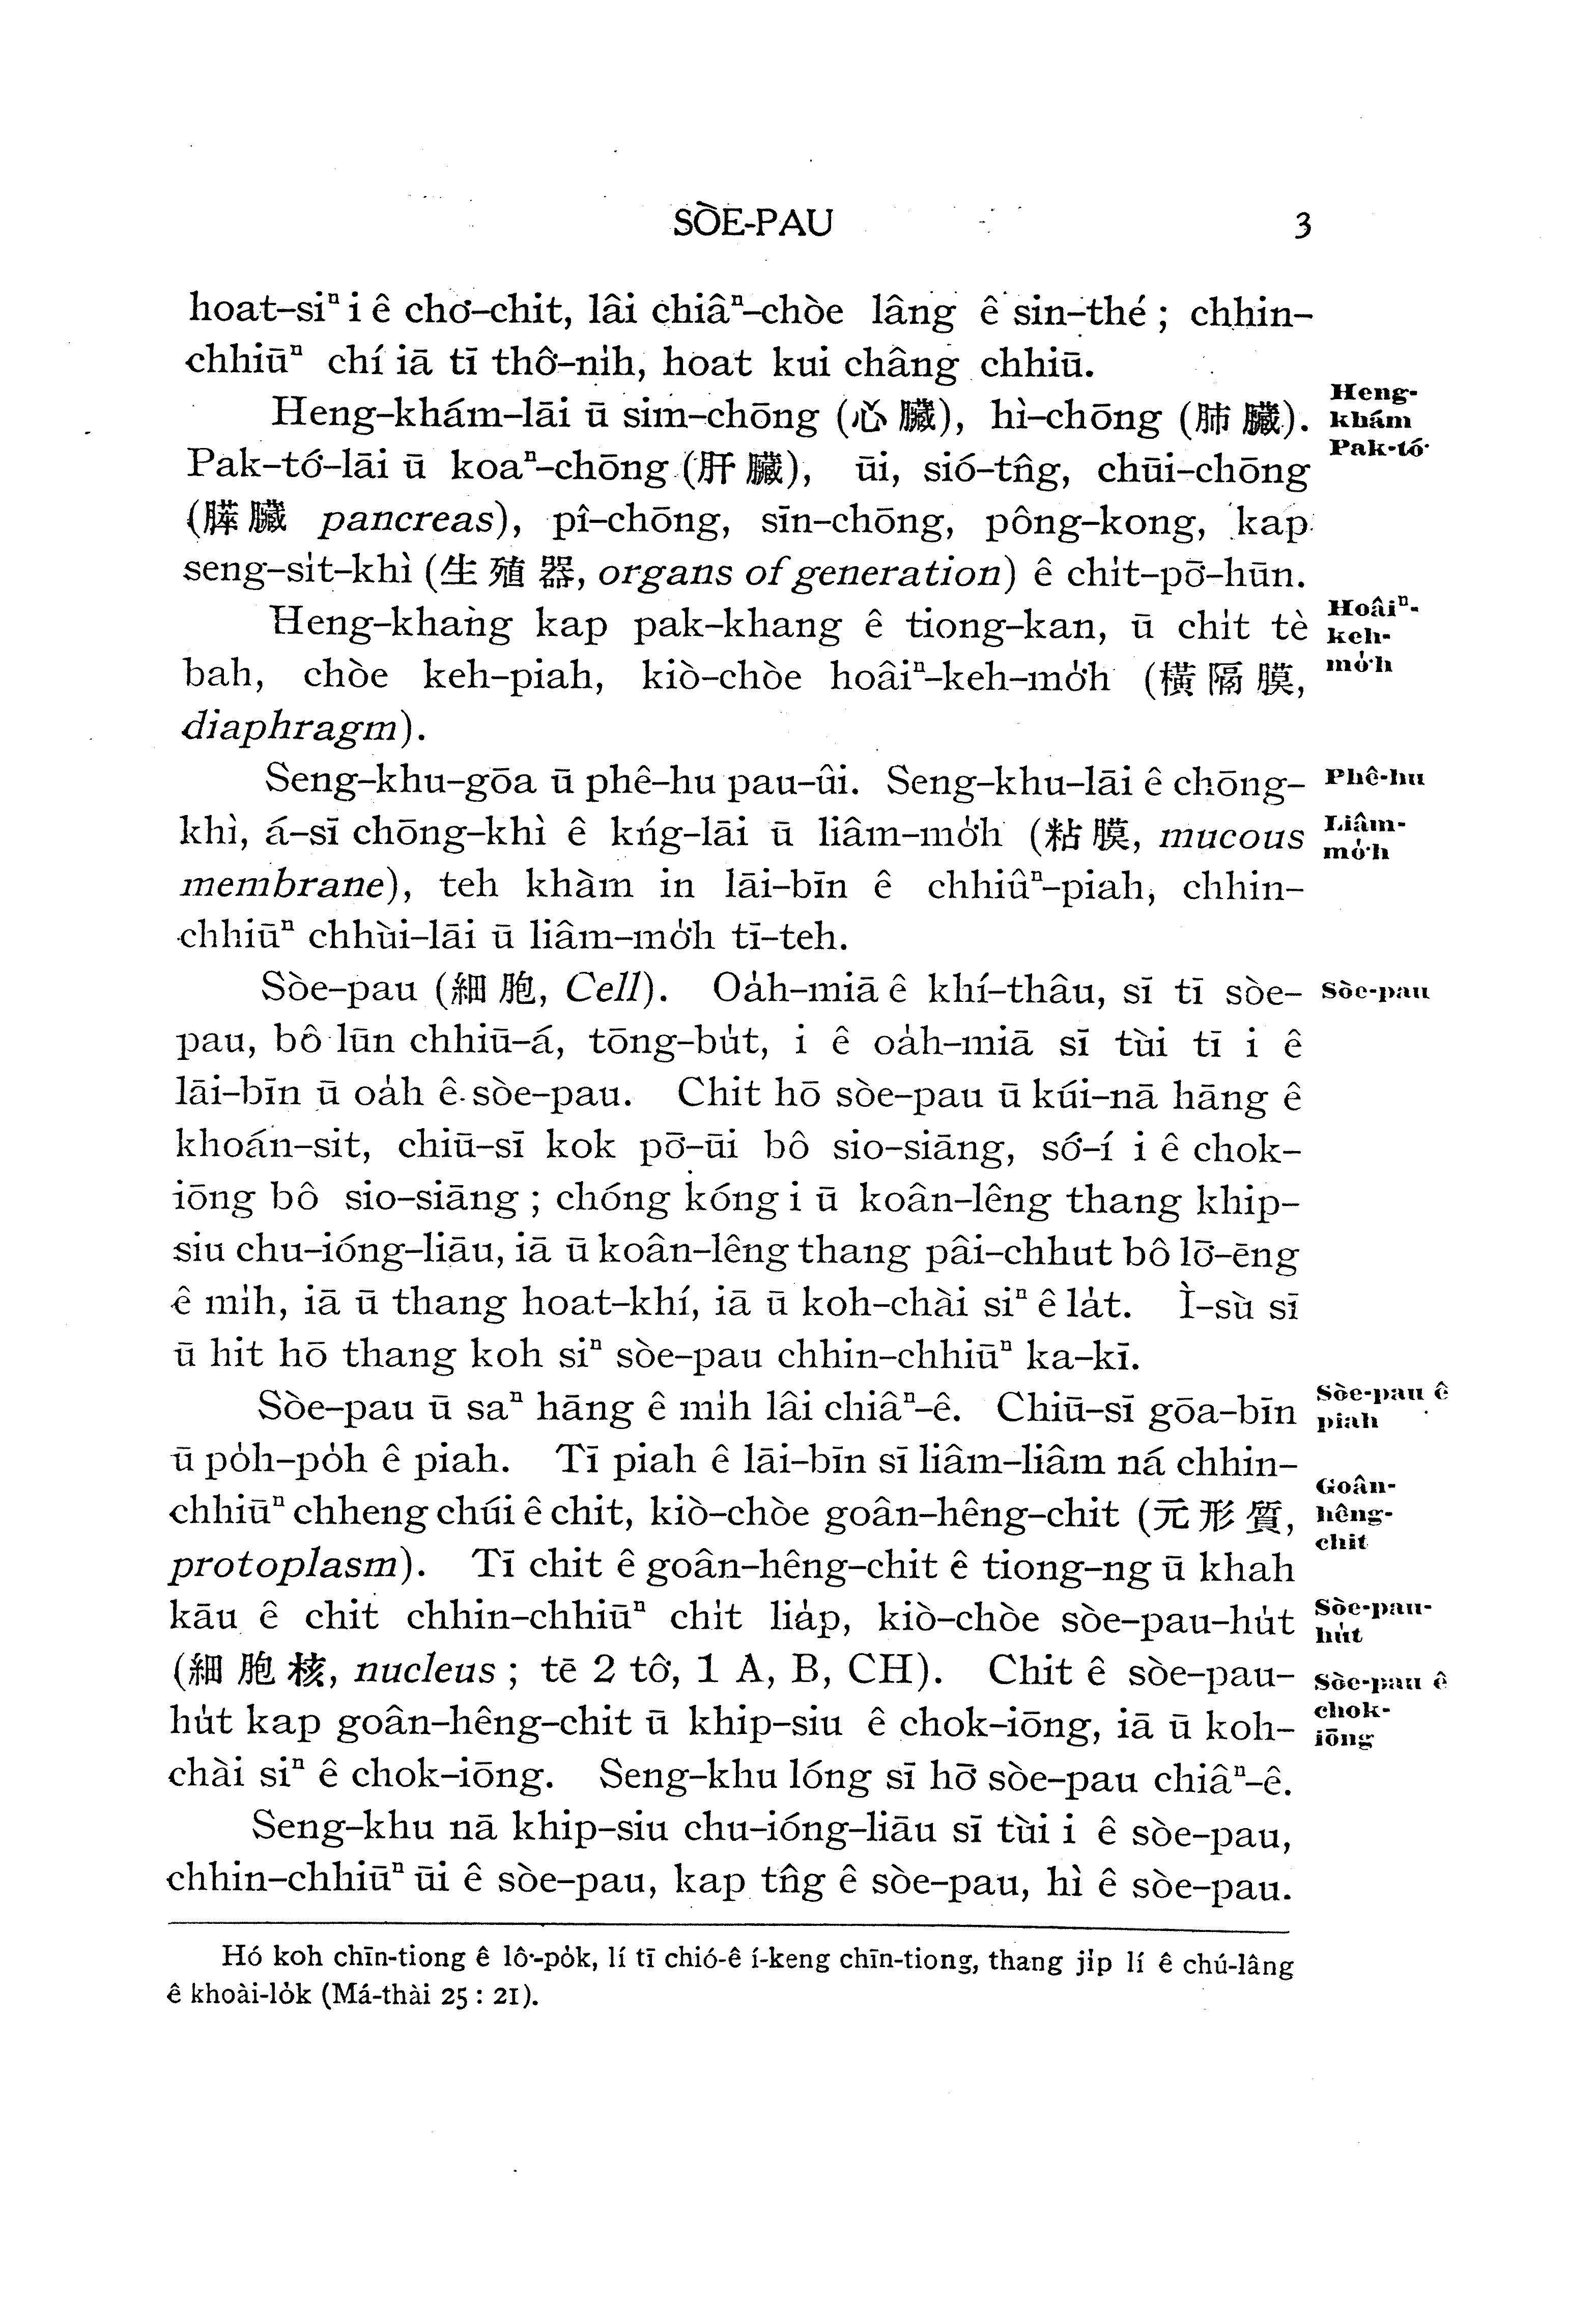 SÒE-PAU 3
hoat-siⁿ i ê cho͘-chit, lâi chiâⁿ-chòe lâng ê sin-thé ; chhin-
chhiūⁿ chí iā tī thô͘-ni̍h, hoat kui châng chhiū.
Heng-khám-lāi ū sim-chōng (心 臟), hì-chōng (肺 臟).
Heng-
khám
Pak-tó͘-lāi ū koaⁿ-chōng (肝 臟), ūi, sió-tn̂g, chūi-chōng
Pak-tó͘
(膵 臟 pancreas), pî-chōng, sīn-chōng, pông-kong, kap
seng-si̍t-khì (生 殖 器, organs of generation) ê chi̍t-pō͘-hūn.
Heng-khang kap pak-khang ê tiong-kan, ū chi̍t tè
Hoâiⁿ-
keh-
mo̍͘h
bah, chòe keh-piah, kiò-chòe hoâiⁿ-keh-mo̍͘h (橫 隔 膜,
diaphragm).
Seng-khu-gōa ū phê-hu pau-ûi. Seng-khu-lāi ê chōng-
Phê-hu
khì, á-sī chōng-khì ê kńg-lāi ū liâm-mo̍͘h (粘 膜, mucous
Liâm-
mo̍͘h
membrane), teh khàm in lāi-bīn ê chhiûⁿ-piah, chhin-
chhiūⁿ chhùi-lāi ū liâm-mo̍͘h tī-teh.
Sòe-pau (細 胞, Cell). Oa̍h-miā ê khí-thâu, sī tī sòe-
Sòe-pau
pau, bô lūn chhiū-á, tōng-bu̍t, i ê oa̍h-miā sī tùi tī i ê
lāi-bīn ū oa̍h ê sòe-pau. Chit hō sòe-pau ū kúi-nā hāng ê
khoán-sit, chiū-sī kok pō͘-ūi bô sio-siāng, só͘-í i ê chok-
iōng bô sio-siāng ; chóng kóng i ū koân-lêng thang khip-
siu chu-ióng-liāu, iā ū koân-lêng thang pâi-chhut bô lō͘-ēng
ê mi̍h, iā ū thang hoat-khí, iā ū koh-chài siⁿ ê la̍t. Ì-sù sī
ū hit hō thang koh siⁿ sòe-pau chhin-chhiūⁿ ka-kī.
Sòe-pau ū saⁿ hāng ê mi̍h lâi chiâⁿ-ê. Chiū-sī gōa-bīn
Sòe-pau ê
piah
ū po̍h-po̍h ê piah. Tī piah ê lāi-bīn sī liâm-liâm ná chhin-
chhiūⁿ chheng chúi ê chit, kiò-chòe goân-hêng-chit (元 形 質,
Goân-
hêng-
chit
protoplasm). Tī chit ê goân-hêng-chit ê tiong-ng ū khah
kāu ê chit chhin-chhiūⁿ chi̍t lia̍p, kiò-chòe sòe-pau-hu̍t
Sòe-pau-
hu̍t
(細 胞 核, nucleus ; tē 2 tô͘, 1 A, B, CH). Chit ê sòe-pau-
Sòe-pau ê
chok-
iōng
hu̍t kap goân-hêng-chit ū khip-siu ê chok-iōng, iā ū koh-
chài siⁿ ê chok-iōng. Seng-khu lóng sī hō͘ sòe-pau chiâⁿ-ê.
Seng-khu nā khip-siu chu-ióng-liāu sī tùi i ê sòe-pau,
chhin-chhiūⁿ ūi ê sòe-pau, kap tn̂g ê sòe-pau, hì ê sòe-pau.
Hó koh chīn-tiong ê lô͘-po̍k, lí tī chió-ê í-keng chīn-tiong, thang ji̍p lí ê chú-lâng
ê khoài-lo̍k (Má-thài 25 : 21).